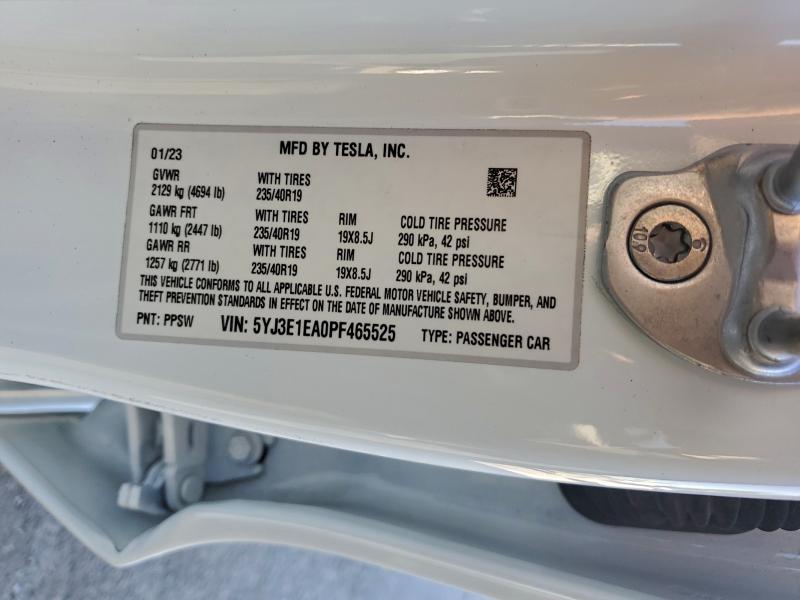 MFD BY TESLA, INC.
01/23
GVWR WITH TIRES
2129 kg (4694 lb) 235/40R19
GAWR FRT WITH TIRES RIM COLD TIRE PRESSURE
1110 kg (2447 lb) 235/40R19 19X8.5J 290 kPa, 42 psi
GAWR RR WITH TIRES RIM COLD TIRE PRESSURE
1257 kg (2771 lb) 235/40R19 19X8.5J 290 kPa, 42 psi
THIS VEHICLE CONFORMS TO ALL APPLICABLE U.S. FEDERAL MOTOR VEHICLE SAFETY, BUMPER, AND
THEFT PREVENTION STANDARDS IN EFFECT ON THE DATE OF MANUFACTURE SHOWN ABOVE.
PNT: PPSW VIN: 5YJ3E1EA0PF465525 TYPE: PASSENGER CAR
10.9